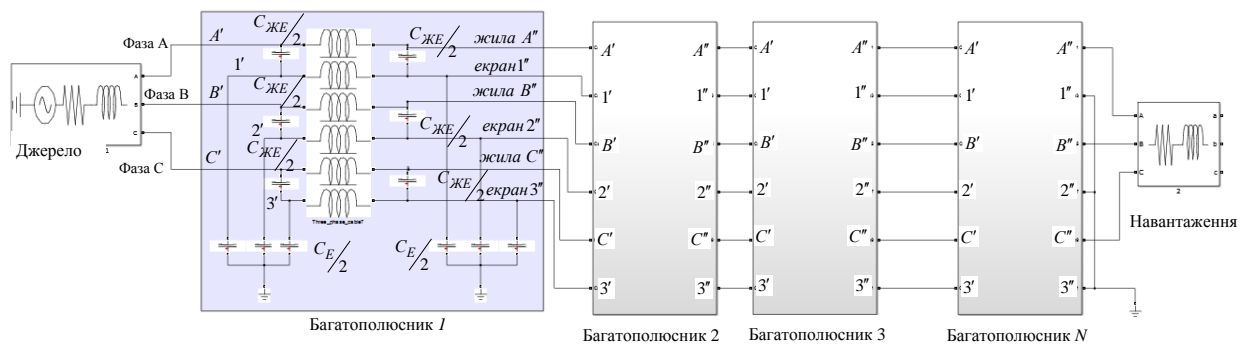 Фаза А
Фаза В
Фаза С
A
B
C
1
Джерело
A′
1′
B′
2′
C′
3′
C_ЖЕ/2
C_ЖЕ/2
C_ЖЕ/2
C_ЖЕ/2
C_ЖЕ/2
C_ЖЕ/2
жила A″
екран1″
жила B″
екран 2″
жила C″
екран 3″
Three_phase_cable7
C_E/2
C_E/2
Багатополюсник 1
A′ A″
1′ 1″
B′ B″
2′ 2″
C′ C″
3′ 3″
Багатополюсник 2
A′ A″
1′ 1″
B′ B″
2′ 2″
C′ C″
3′ 3″
Багатополюсник 3
A′ A″
1′ 1″
B′ B″
2′ 2″
C′ C″
3′ 3″
Багатополюсник N
A a
B b
C c
2
Навантаження